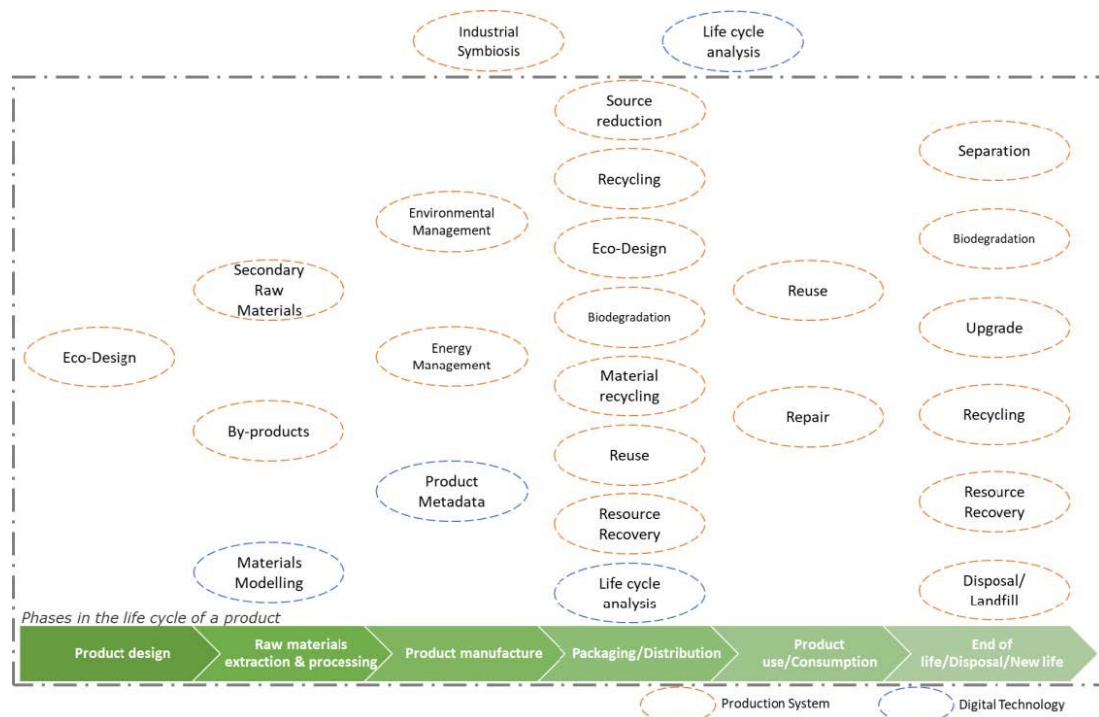 Industrial
Symbiosis
Life cycle
analysis
Eco-Design
Secondary
Raw
Materials
By-products
Materials
Modelling
Environmental
Management
Energy
Management
Product
Metadata
Source
reduction
Recycling
Eco-Design
Biodegradation
Material
recycling
Reuse
Resource
Recovery
Life cycle
analysis
Reuse
Repair
Separation
Biodegradation
Upgrade
Recycling
Resource
Recovery
Disposal/
Landfill
Phases in the life cycle of a product
Product design
Raw materials
extraction & processing
Product manufacture
Packaging/Distribution
Product
use/Consumption
End of
life/Disposal/New life
Production System
Digital Technology